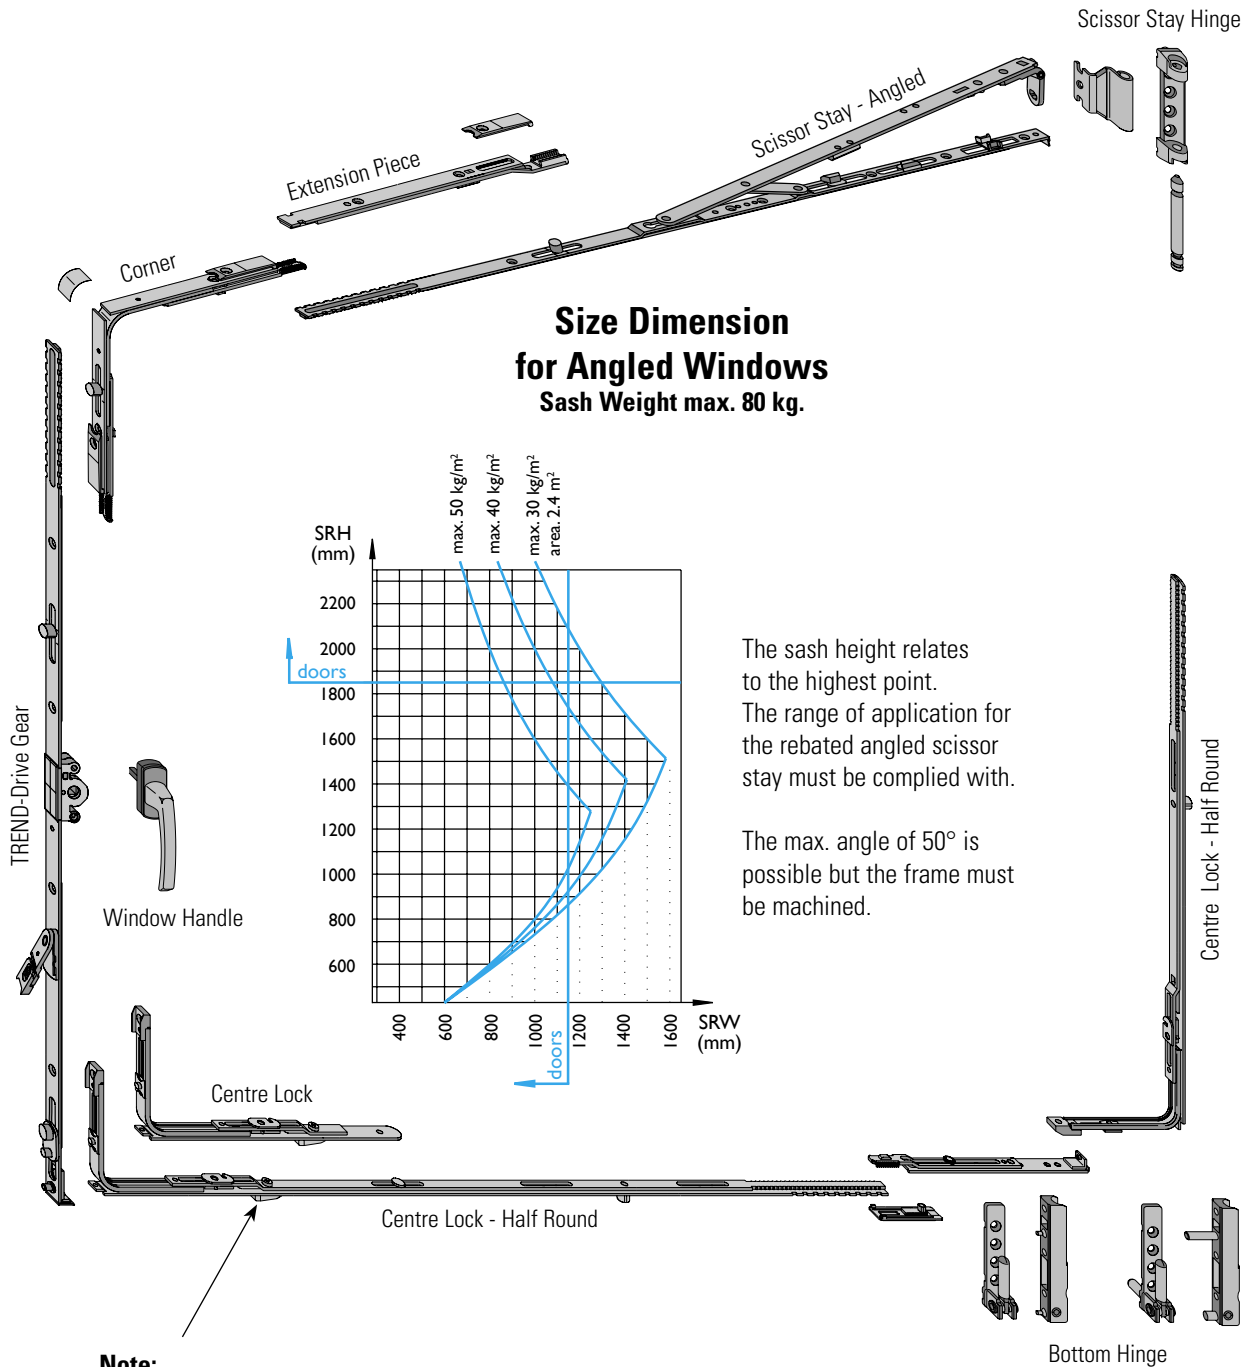 Scissor Stay Hinge
Scissor Stay - Angled
Extension Piece
Corner
Size Dimension
for Angled Windows
Sash Weight max. 80 kg.
max. 50 kg/m²
max. 40 kg/m²
max. 30 kg/m²
area. 2.4 m²
SRH
(mm)
2200
2000
doors
1800
1600
1400
1200
1000
800
600
400
600
800
1000
1200
1400
1600
SRW
(mm)
doors
The sash height relates
to the highest point.
The range of application for
the rebated angled scissor
stay must be complied with.
The max. angle of 50° is
possible but the frame must
be machined.
TREND-Drive Gear
Window Handle
Centre Lock - Half Round
Centre Lock
Centre Lock - Half Round
Bottom Hinge
Note: